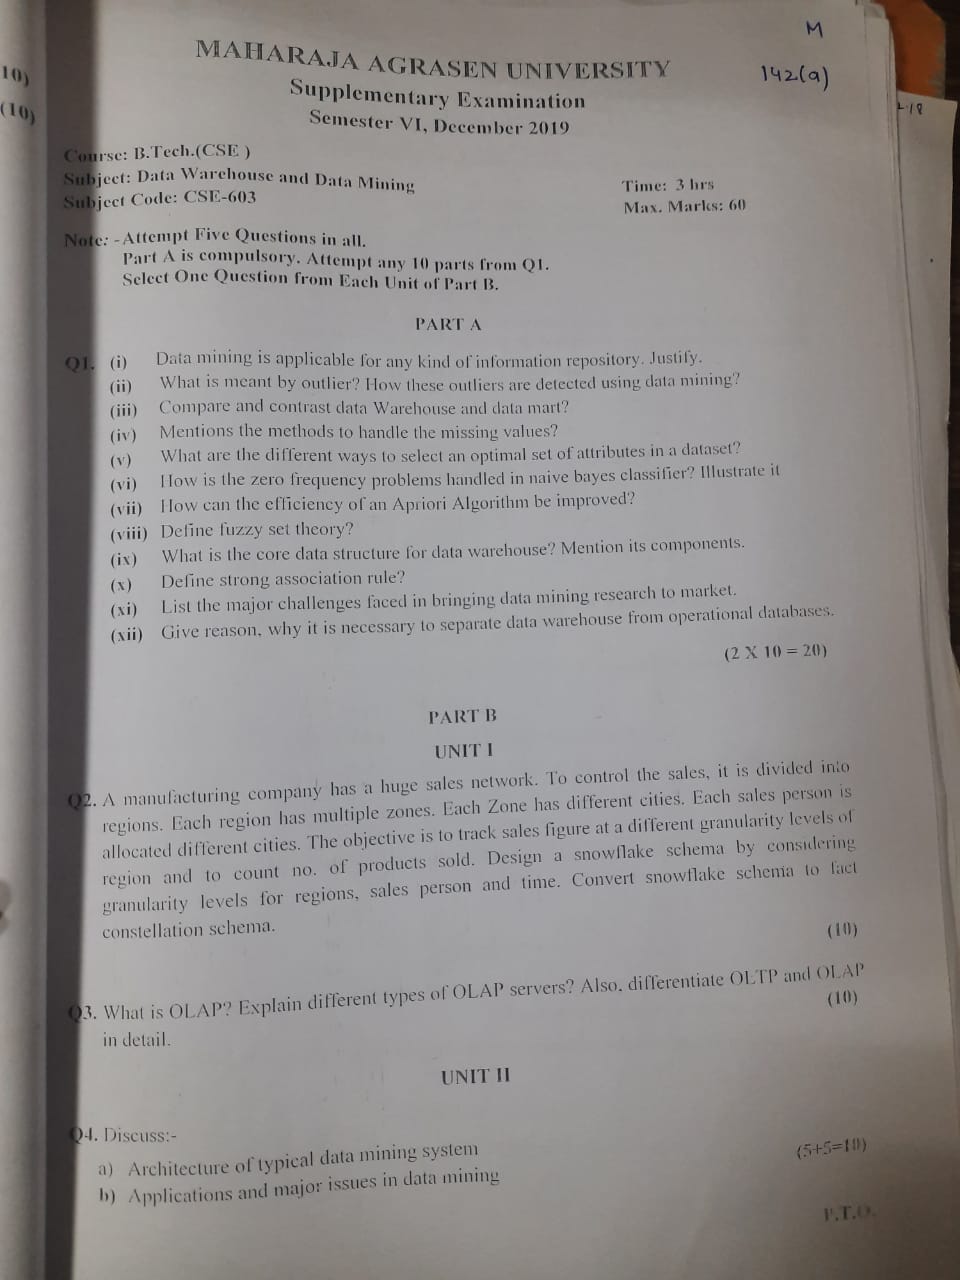 M
142(a)
10)
(10)
MAHARAJA AGRASEN UNIVERSITY
Supplementary Examination
Semester VI, December 2019
Course: B.Tech.(CSE )
Subject: Data Warehouse and Data Mining
Subject Code: CSE-603
Time: 3 hrs
Max. Marks: 60
Note: - Attempt Five Questions in all.
Part A is compulsory. Attempt any 10 parts from Q1.
Select One Question from Each Unit of Part B.
PART A
Q1. (i) Data mining is applicable for any kind of information repository. Justify.
(ii) What is meant by outlier? How these outliers are detected using data mining?
(iii) Compare and contrast data Warehouse and data mart?
(iv) Mentions the methods to handle the missing values?
(v) What are the different ways to select an optimal set of attributes in a dataset?
(vi) How is the zero frequency problems handled in naive bayes classifier? Illustrate it
(vii) How can the efficiency of an Apriori Algorithm be improved?
(viii) Define fuzzy set theory?
(ix) What is the core data structure for data warehouse? Mention its components.
(x) Define strong association rule?
(xi) List the major challenges faced in bringing data mining research to market.
(xii) Give reason, why it is necessary to separate data warehouse from operational databases.
(2 X 10 = 20)
PART B
UNIT I
Q2. A manufacturing company has a huge sales network. To control the sales, it is divided into
regions. Each region has multiple zones. Each Zone has different cities. Each sales person is
allocated different cities. The objective is to track sales figure at a different granularity levels of
region and to count no. of products sold. Design a snowflake schema by considering
granularity levels for regions, sales person and time. Convert snowflake schema to fact
constellation schema.
(10)
Q3. What is OLAP? Explain different types of OLAP servers? Also, differentiate OLTP and OLAP
in detail.
(10)
UNIT II
Q4. Discuss:-
a) Architecture of typical data mining system
b) Applications and major issues in data mining
(5+5=10)
P.T.O.